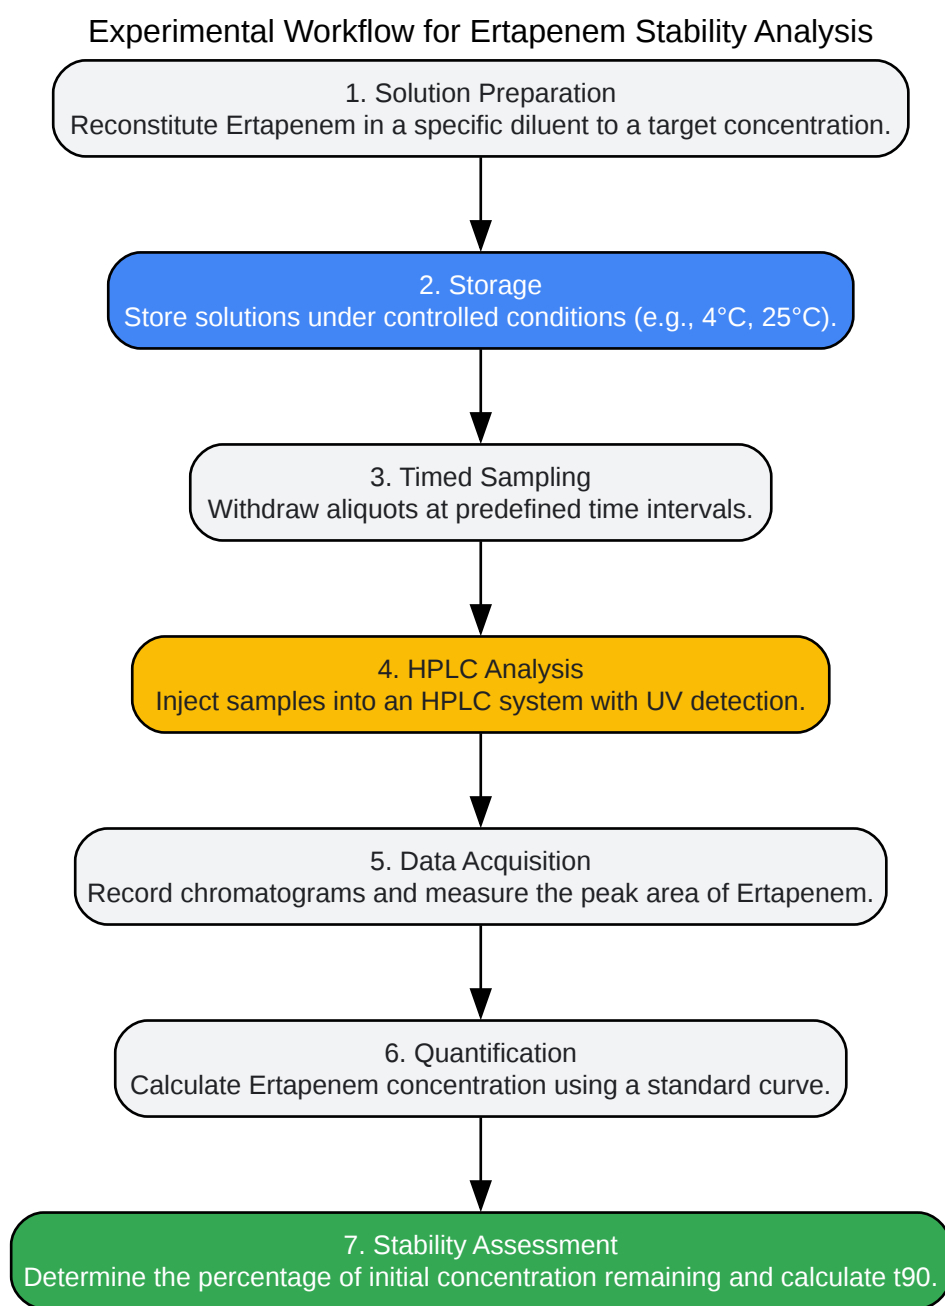 Experimental Workflow for Ertapenem Stability Analysis
1. Solution Preparation
Reconstitute Ertapenem in a specific diluent to a target concentration.
2. Storage
Store solutions under controlled conditions (e.g., 4°C, 25°C).
3. Timed Sampling
Withdraw aliquots at predefined time intervals.
4. HPLC Analysis
Inject samples into an HPLC system with UV detection.
5. Data Acquisition
Record chromatograms and measure the peak area of Ertapenem.
6. Quantification
Calculate Ertapenem concentration using a standard curve.
7. Stability Assessment
Determine the percentage of initial concentration remaining and calculate t90.